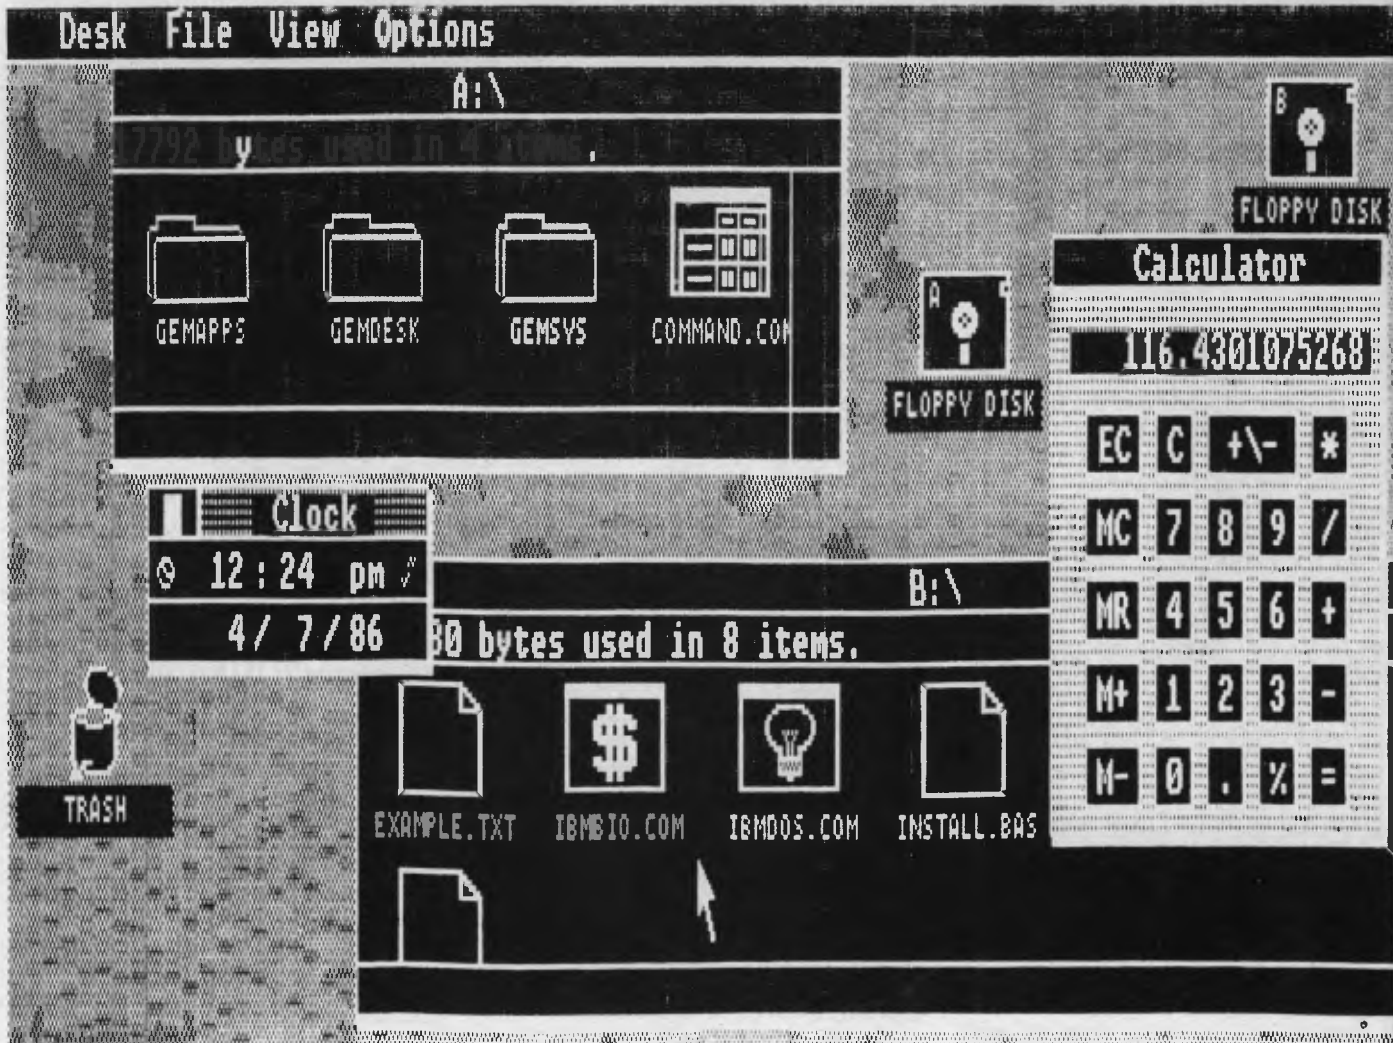 Desk File View Options
A:\
17792 bytes used in 4 items.
GEMAPPS GEMDESK GEMSYS COMMAND.COM
B
FLOPPY DISK
A
FLOPPY DISK
Calculator
116.4301075268
EC C +\- *
MC 7 8 9 /
MR 4 5 6 +
M+ 1 2 3 -
M- 0 . % =
Clock
12:24 pm
4/ 7/86
B:\
80 bytes used in 8 items.
$
EXAMPLE.TXT IBMBIO.COM IBMDOS.COM INSTALL.BAS
TRASH